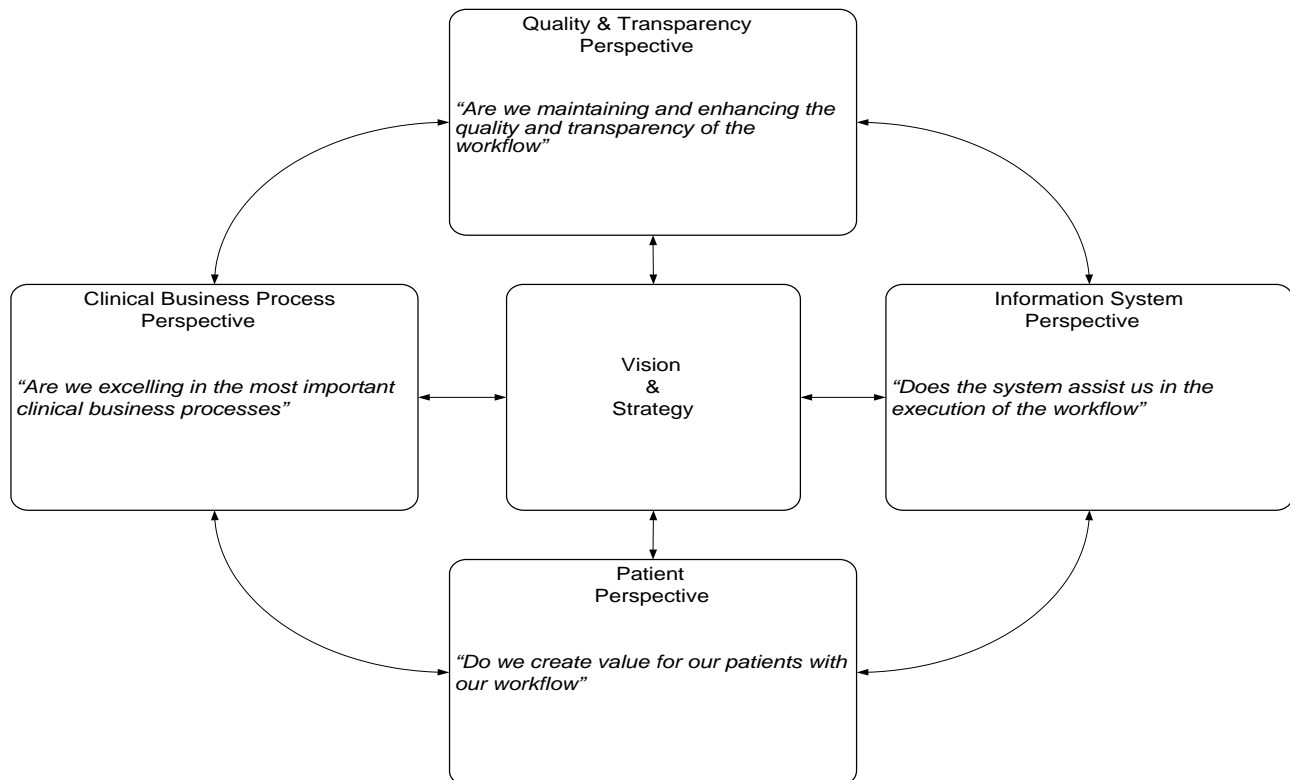 Quality & Transparency
Perspective
“Are we maintaining and enhancing the
quality and transparency of the
workflow”
Clinical Business Process
Perspective
“Are we excelling in the most important
clinical business processes”
Vision
&
Strategy
Information System
Perspective
“Does the system assist us in the
execution of the workflow”
Patient
Perspective
“Do we create value for our patients with
our workflow”